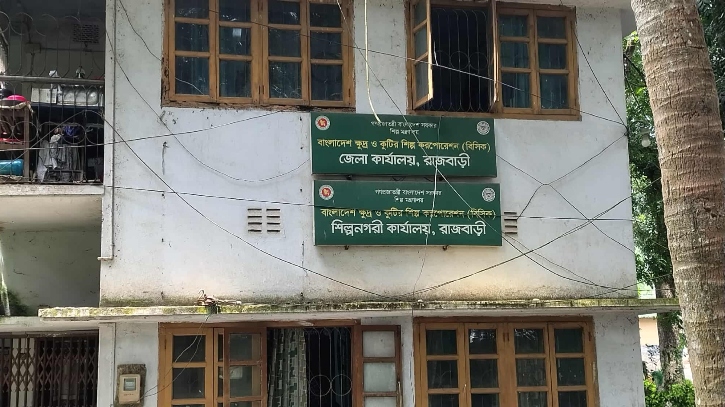 গণপ্রজাতন্ত্রী বাংলাদেশ সরকার
শিল্প মন্ত্রণালয়
বাংলাদেশ ক্ষুদ্র ও কুটির শিল্প করপোরেশন (বিসিক)
জেলা কার্যালয়, রাজবাড়ী
গণপ্রজাতন্ত্রী বাংলাদেশ সরকার
শিল্প মন্ত্রণালয়
বাংলাদেশ ক্ষুদ্র ও কুটির শিল্প করপোরেশন (বিসিক)
শিল্পনগরী কার্যালয়, রাজবাড়ী